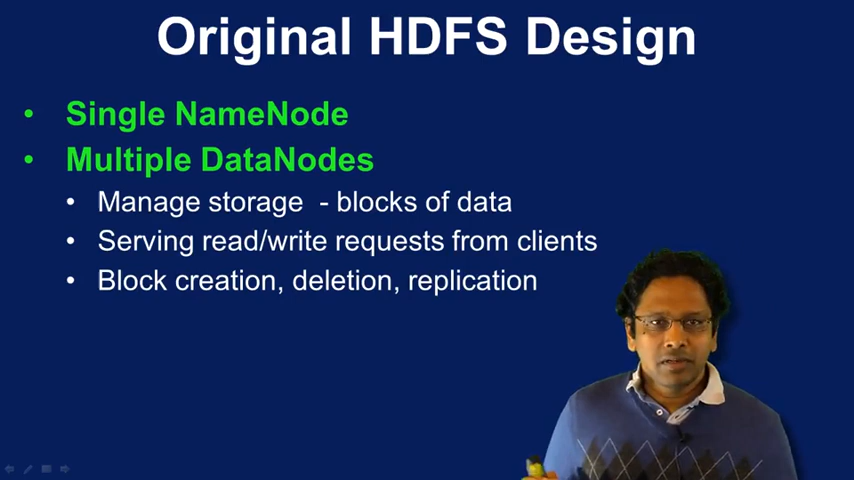 Original HDFS Design
• Single NameNode
• Multiple DataNodes
• Manage storage - blocks of data
• Serving read/write requests from clients
• Block creation, deletion, replication